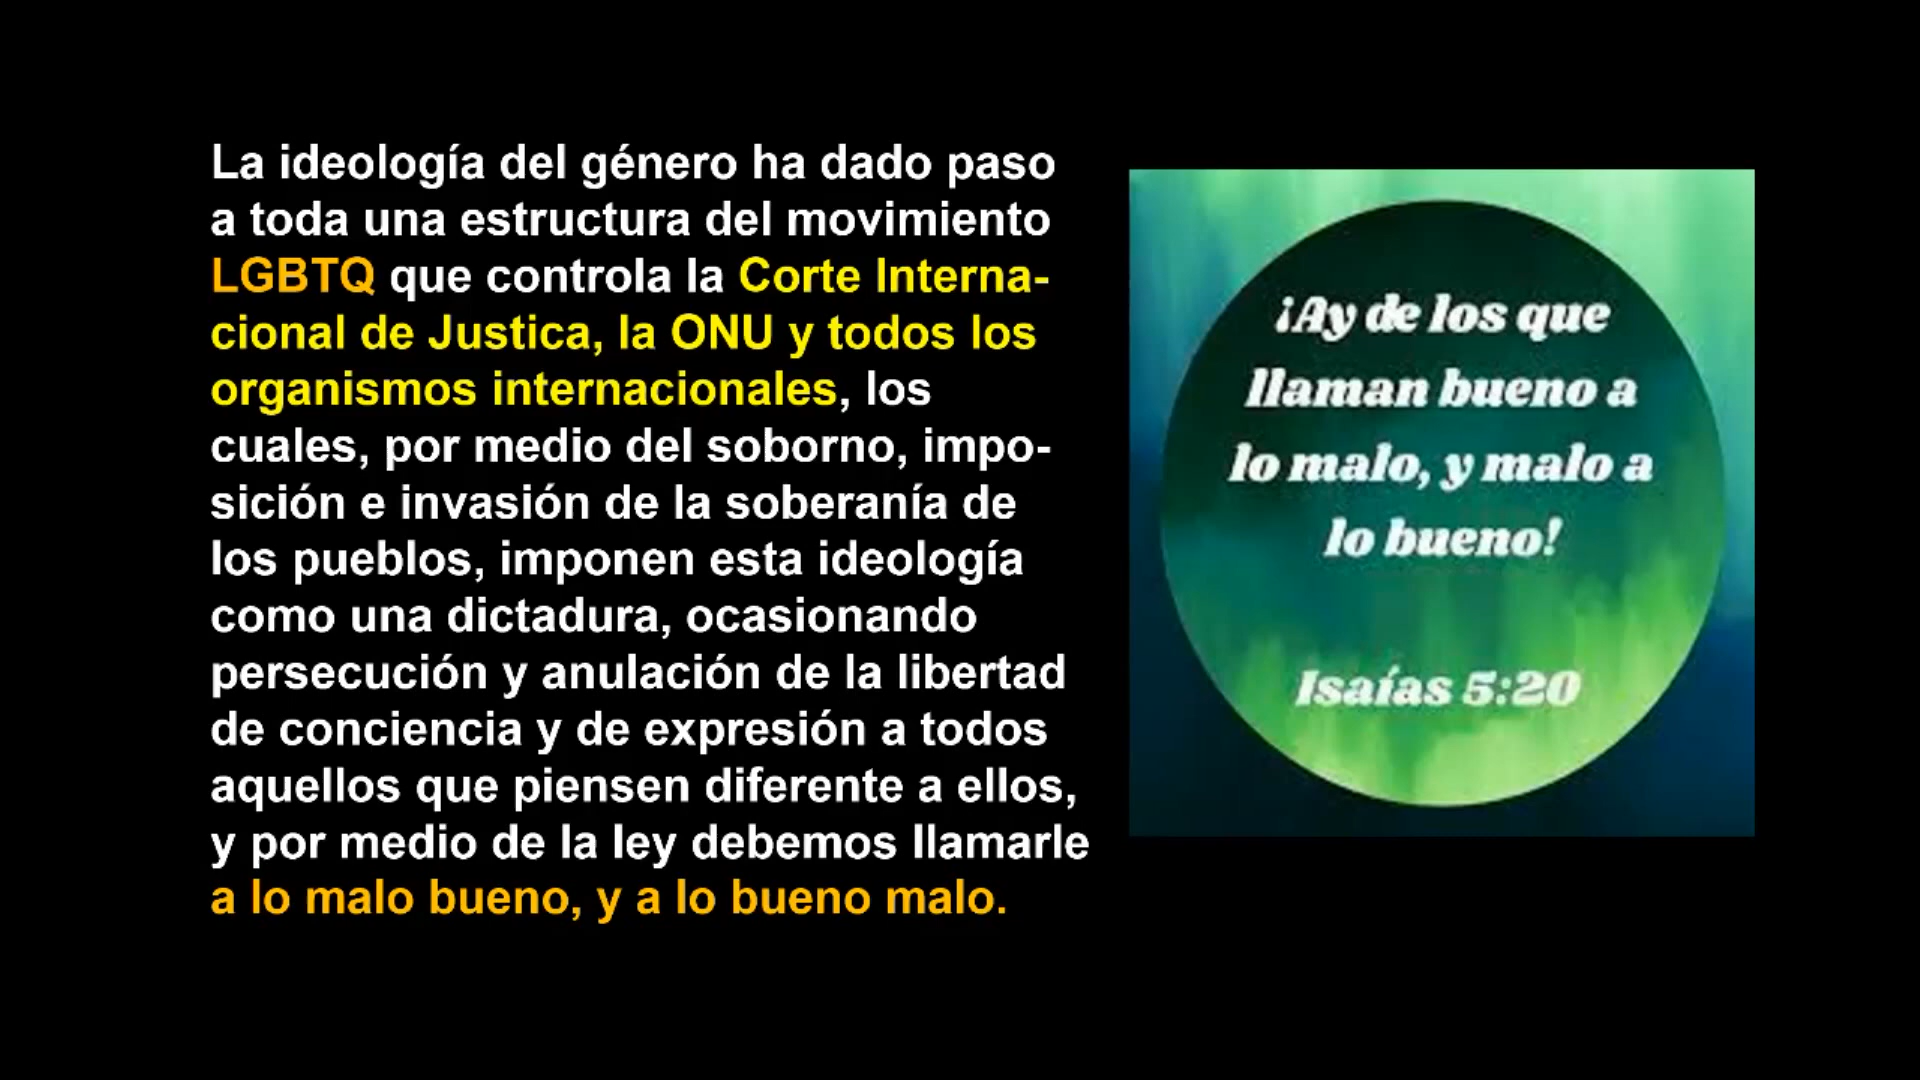 La ideología del género ha dado paso
a toda una estructura del movimiento
LGBTQ que controla la Corte Interna-
cional de Justica, la ONU y todos los
organismos internacionales, los
cuales, por medio del soborno, impo-
sición e invasión de la soberanía de
los pueblos, imponen esta ideología
como una dictadura, ocasionando
persecución y anulación de la libertad
de conciencia y de expresión a todos
aquellos que piensen diferente a ellos,
y por medio de la ley debemos llamarle
a lo malo bueno, y a lo bueno malo.
¡Ay de los que
llaman bueno a
lo malo, y malo a
lo bueno!
Isaías 5:20